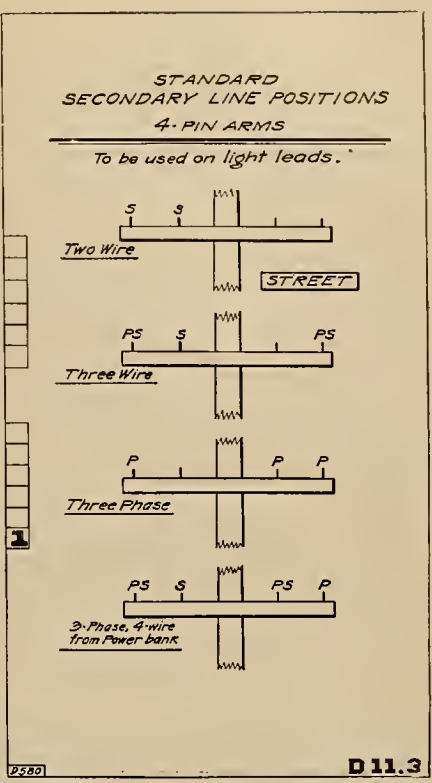 STANDARD
SECONDARY LINE POSITIONS
4-PIN ARMS
To be used on light leads.
S S
Two Wire
STREET
PS S PS
Three Wire
P P P
Three Phase
1
PS S PS P
3-Phase, 4-wire
from Power bank
D580
D 11.3